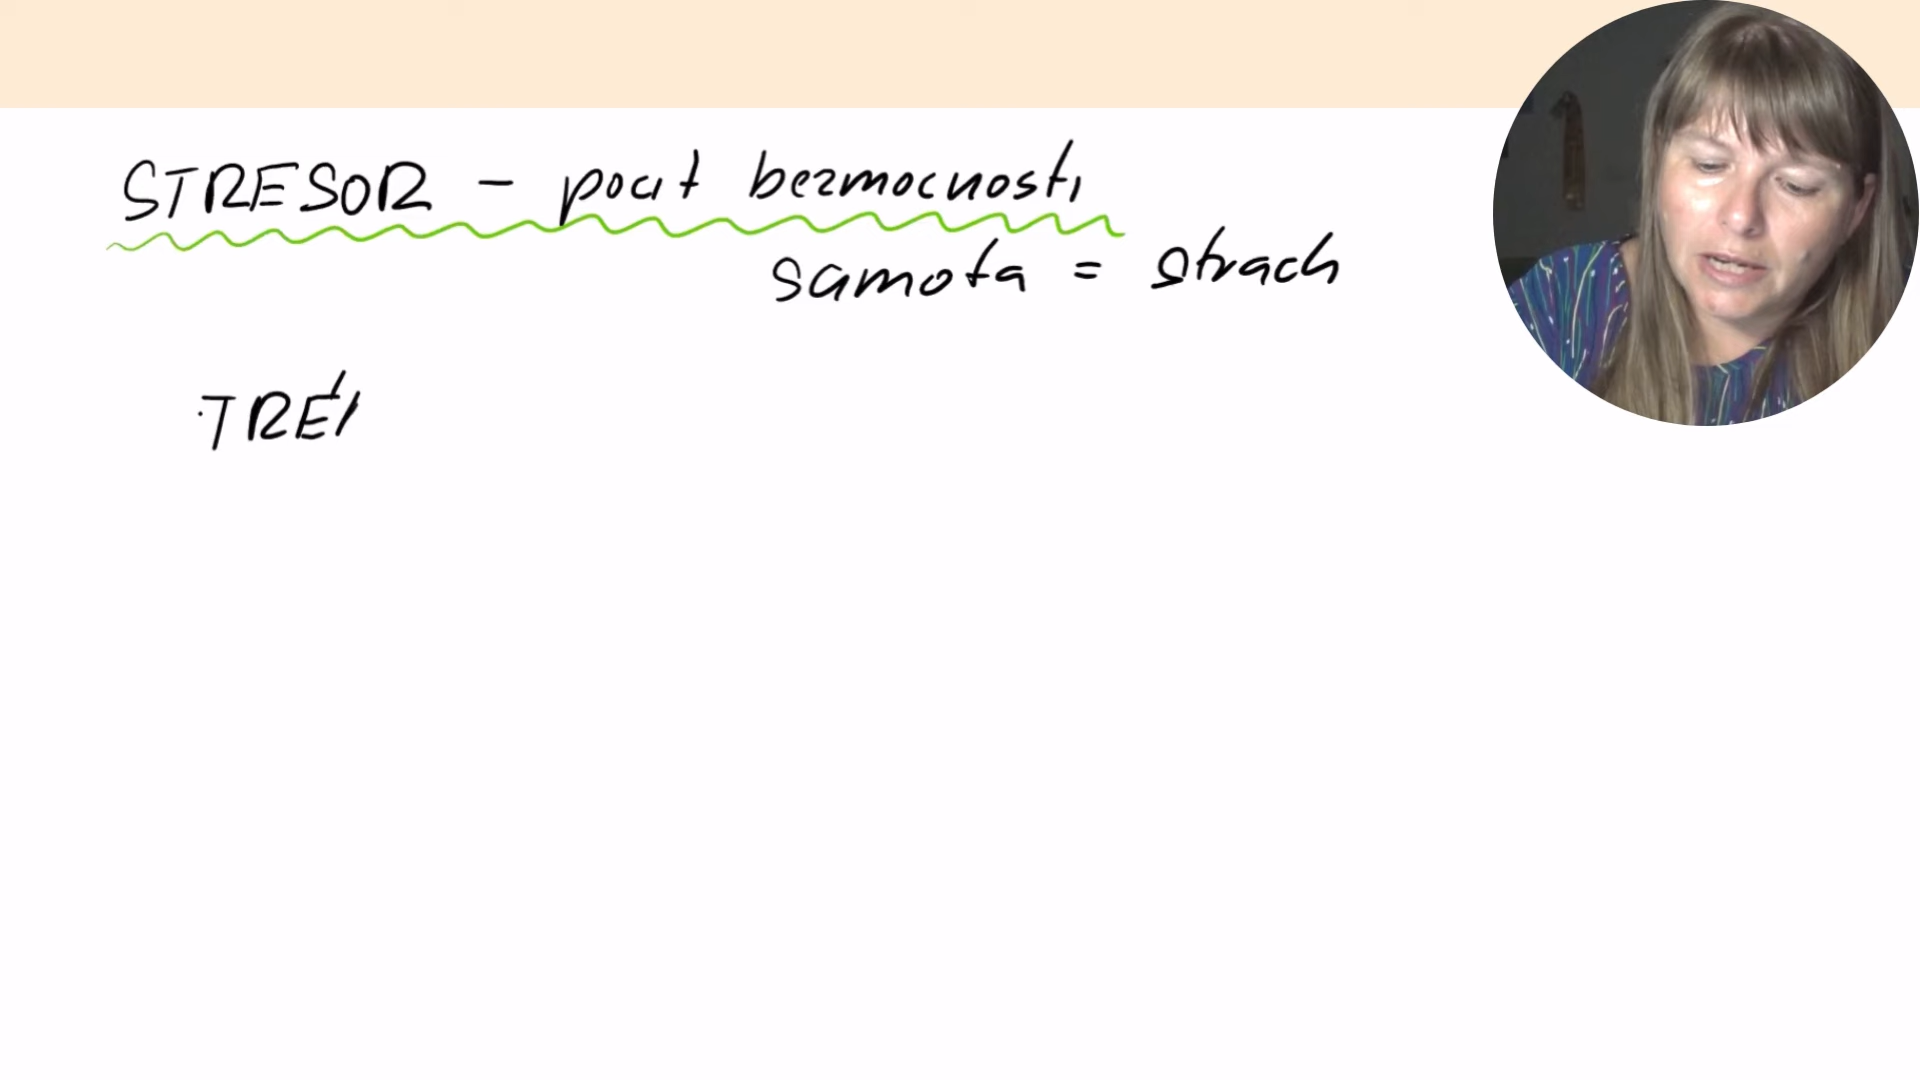 STRESOR - pocit bezmocnosti
samota = strach
TRÉ